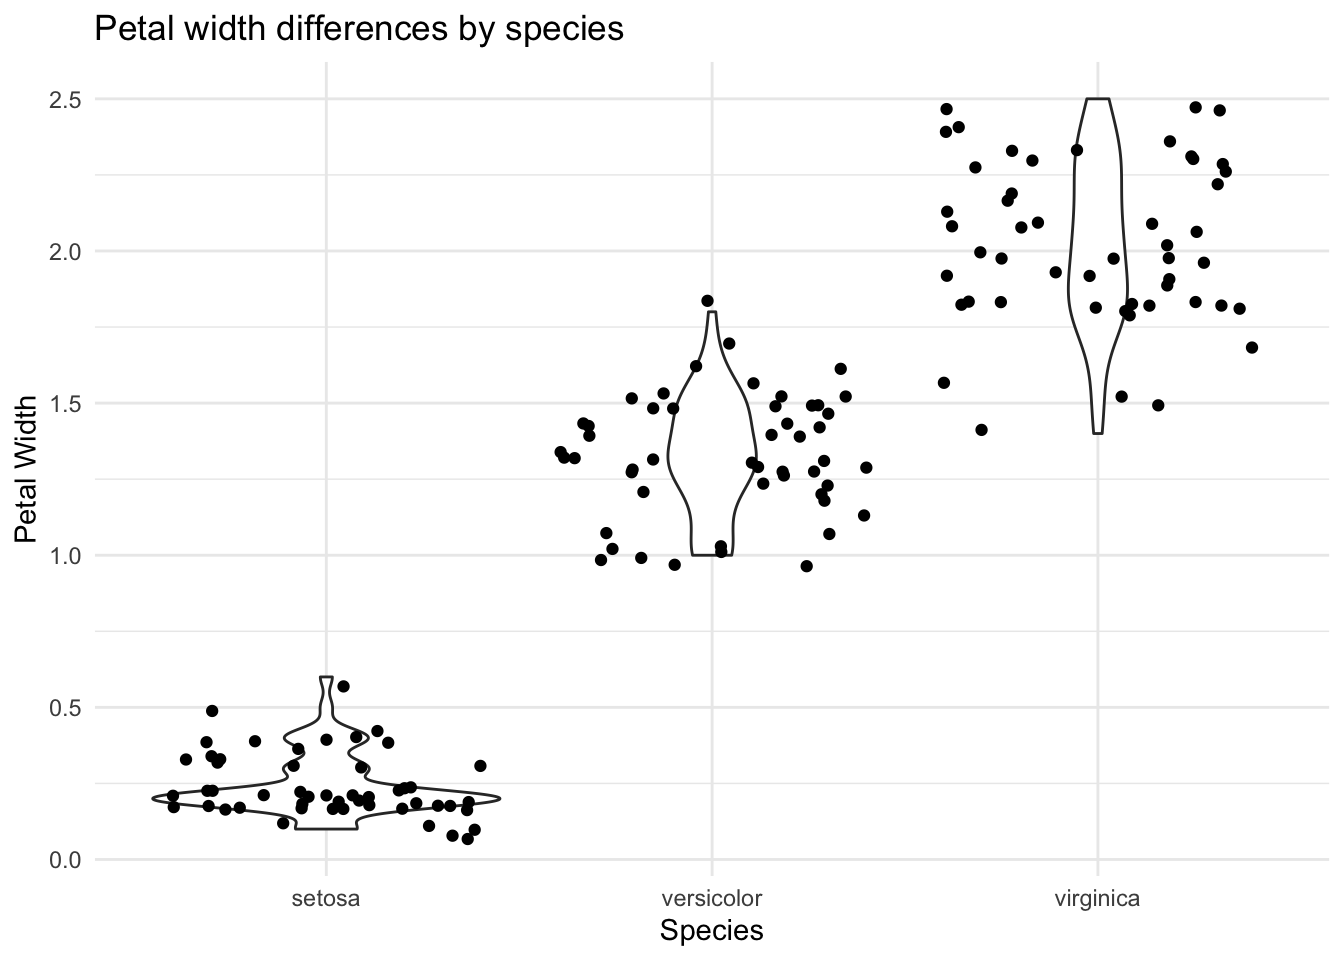 Petal width differences by species
2.5
2.0
1.5
1.0
0.5
0.0
Petal Width
setosa versicolor virginica
Species